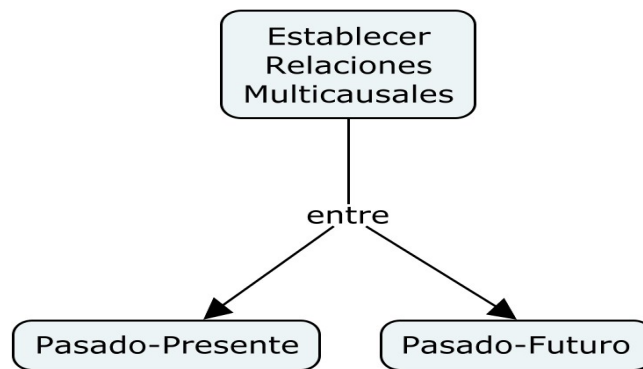 Establecer
Relaciones
Multicausales
entre
Pasado-Presente
Pasado-Futuro